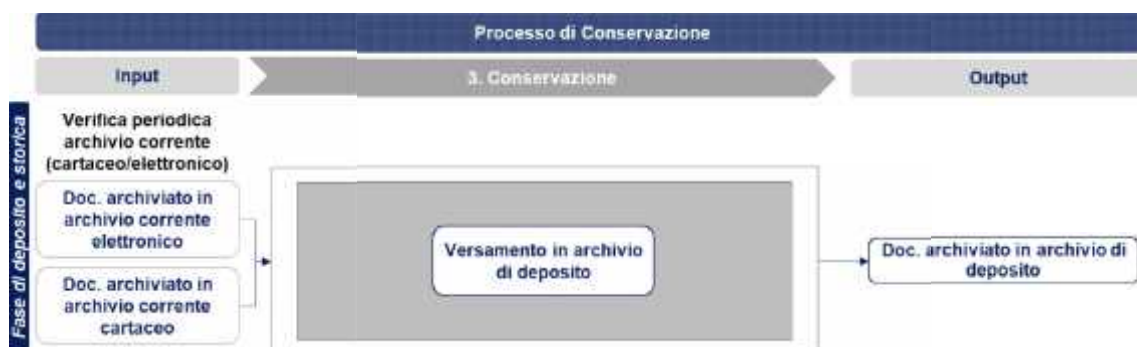 Processo di Conservazione
Input
3. Conservazione
Output
Fase di deposito e storica
Verifica periodica
archivio corrente
(cartaceo/elettronico)
Doc. archiviato in
archivio corrente
elettronico
Doc. archiviato in
archivio corrente
cartaceo
Versamento in archivio
di deposito
Doc. archiviato in archivio di
deposito